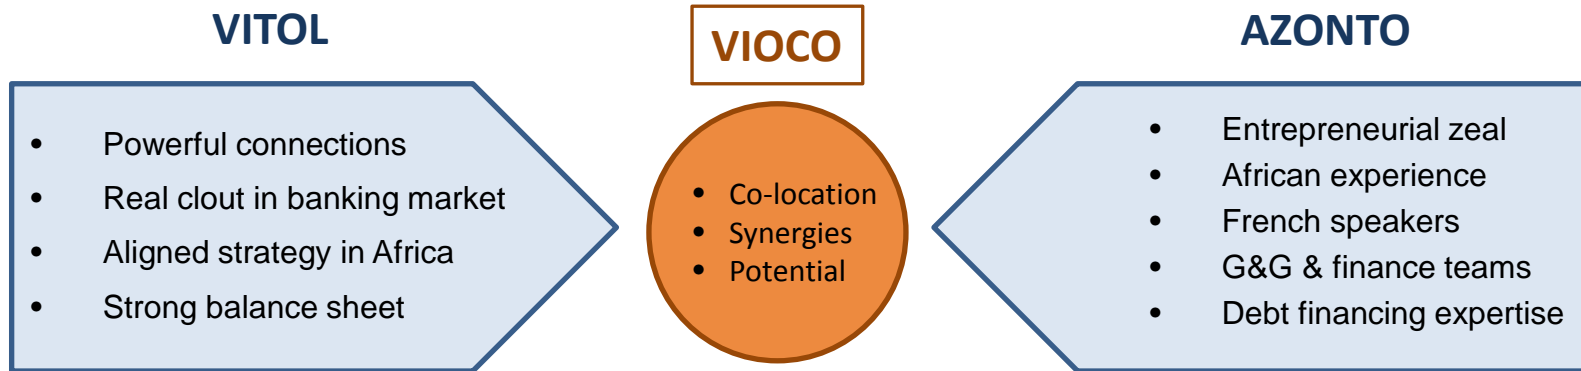 VITOL
• Powerful connections
• Real clout in banking market
• Aligned strategy in Africa
• Strong balance sheet
VIOCO
• Co-location
• Synergies
• Potential
AZONTO
• Entrepreneurial zeal
• African experience
• French speakers
• G&G & finance teams
• Debt financing expertise